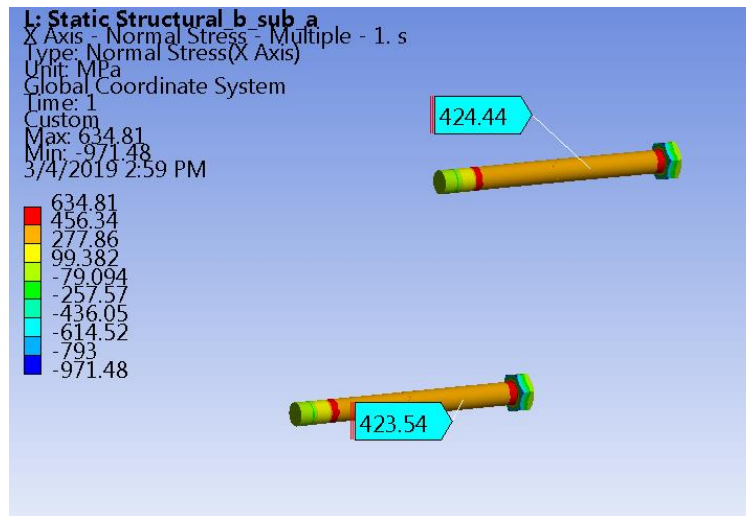 L: Static Structural_b_sub_a
X Axis - Normal Stress - Multiple - 1. s
Type: Normal Stress(X Axis)
Unit: MPa
Global Coordinate System
Time: 1
Custom
Max: 634.81
Min: -971.48
3/4/2019 2:59 PM
634.81
456.34
277.86
99.382
-79.094
-257.57
-436.05
-614.52
-793
-971.48
424.44
423.54